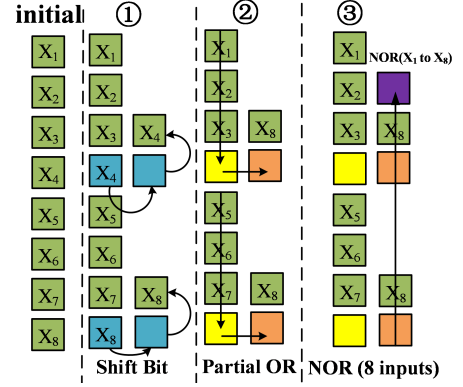 initial
X₁
X₂
X₃
X₄
X₅
X₆
X₇
X₈
①
X₁
X₂
X₃ X₄
X₄
X₅
X₆
X₇ X₈
X₈
Shift Bit
②
X₁
X₂
X₃ X₈
X₅
X₆
X₇ X₈
Partial OR
③
X₁
NOR(X₁ to X₈)
X₂
X₃ X₈
X₅
X₆
X₇ X₈
NOR (8 inputs)